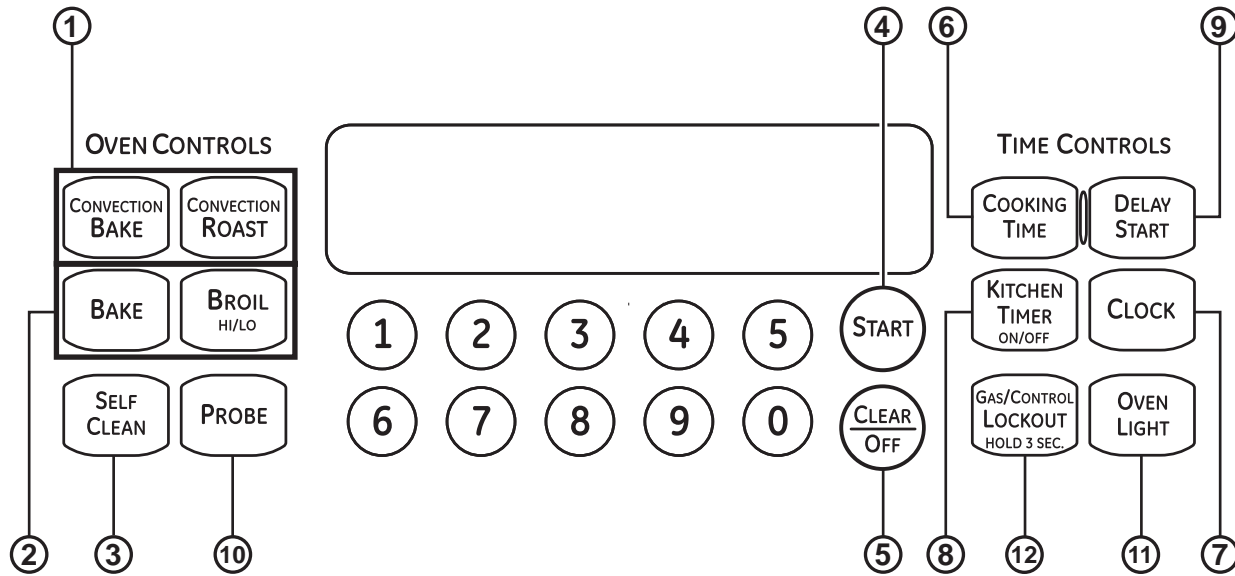 1
4
6
9
OVEN CONTROLS
TIME CONTROLS
CONVECTION
BAKE
CONVECTION
ROAST
COOKING
TIME
DELAY
START
BAKE
BROIL
HI/LO
1 2 3 4 5
START
KITCHEN
TIMER
ON/OFF
CLOCK
SELF
CLEAN
PROBE
6 7 8 9 0
CLEAR
OFF
GAS/CONTROL
LOCKOUT
HOLD 3 SEC.
OVEN
LIGHT
2
3
10
5
8
12
11
7